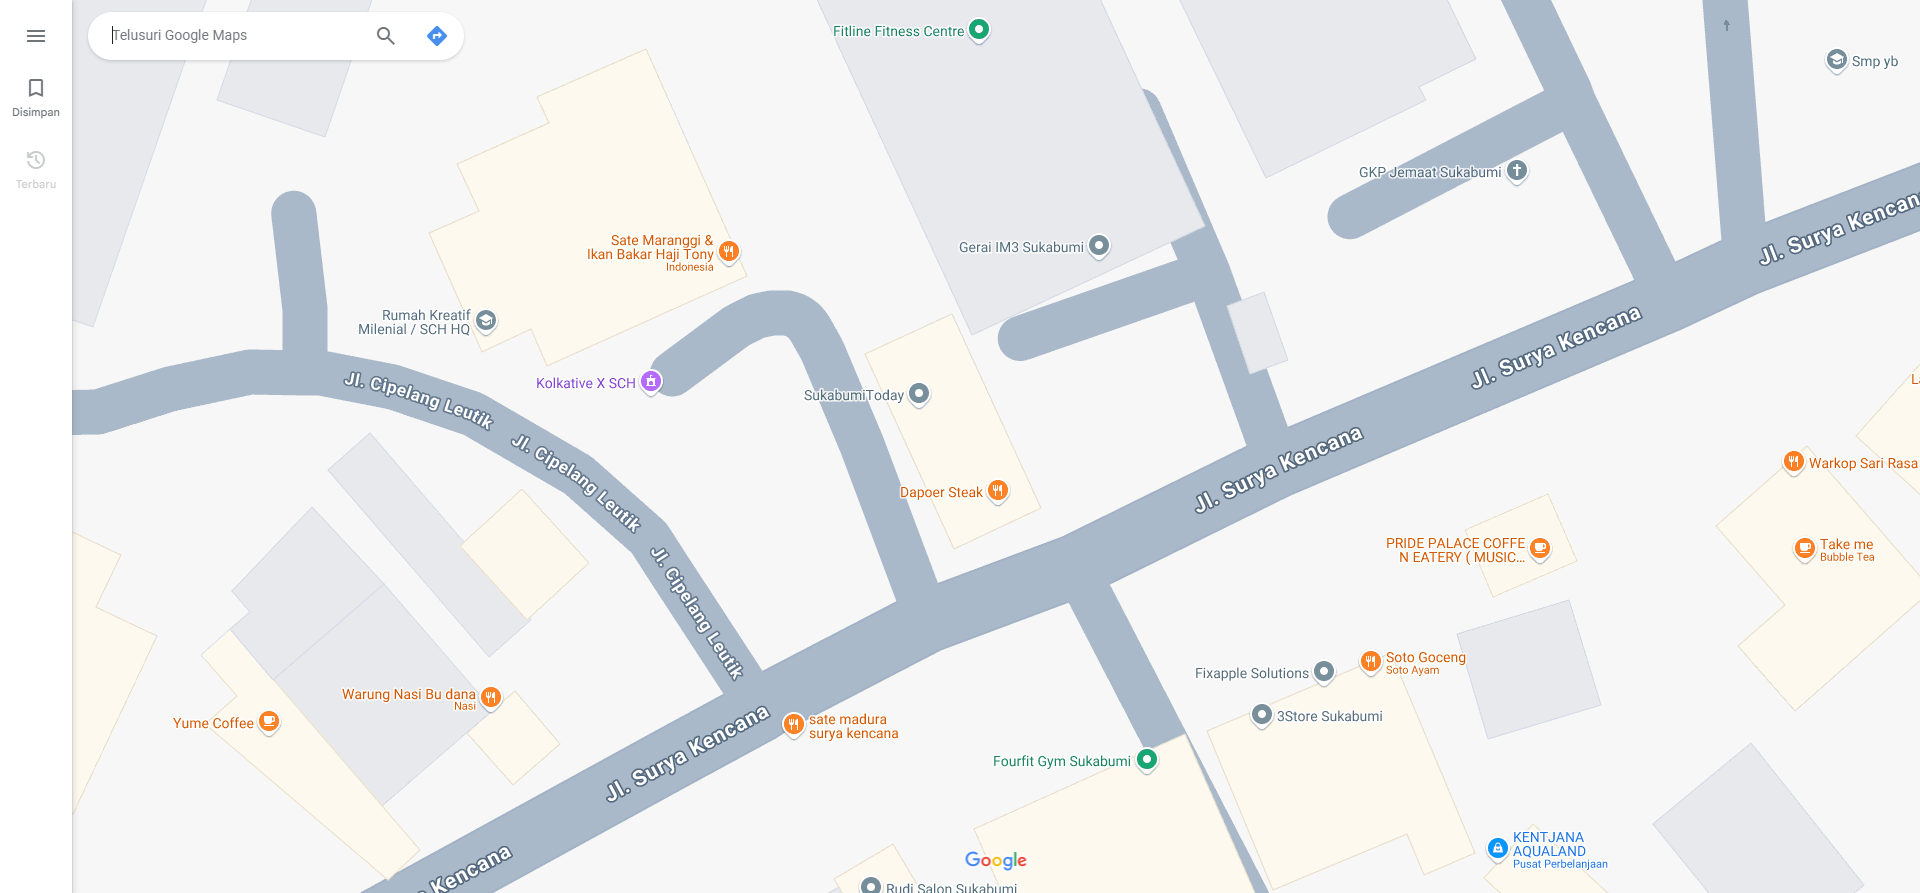 Telusuri Google Maps
Disimpan
Terbaru
Fitline Fitness Centre
Smp yb
GKP Jemaat Sukabumi
Jl. Surya Kencan
Sate Maranggi &
Ikan Bakar Haji Tony
Indonesia
Gerai IM3 Sukabumi
Rumah Kreatif
Milenial / SCH HQ
Jl. Surya Kencana
Kolkative X SCH
Jl. Cipelang Leutik
SukabumiToday
Jl. Cipelang Leutik
Jl. Surya Kencana
Warkop Sari Rasa
Dapoer Steak
PRIDE PALACE COFFE
N EATERY ( MUSIC...
Take me
Bubble Tea
Jl. Cipelang Leutik
Soto Goceng
Soto Ayam
Fixapple Solutions
Warung Nasi Bu dana
Nasi
Yume Coffee
sate madura
surya kencana
3Store Sukabumi
Jl. Surya Kencana
Fourfit Gym Sukabumi
KENTJANA
AQUALAND
Pusat Perbelanjaan
Google
Kencana
Rudi Salon Sukabumi